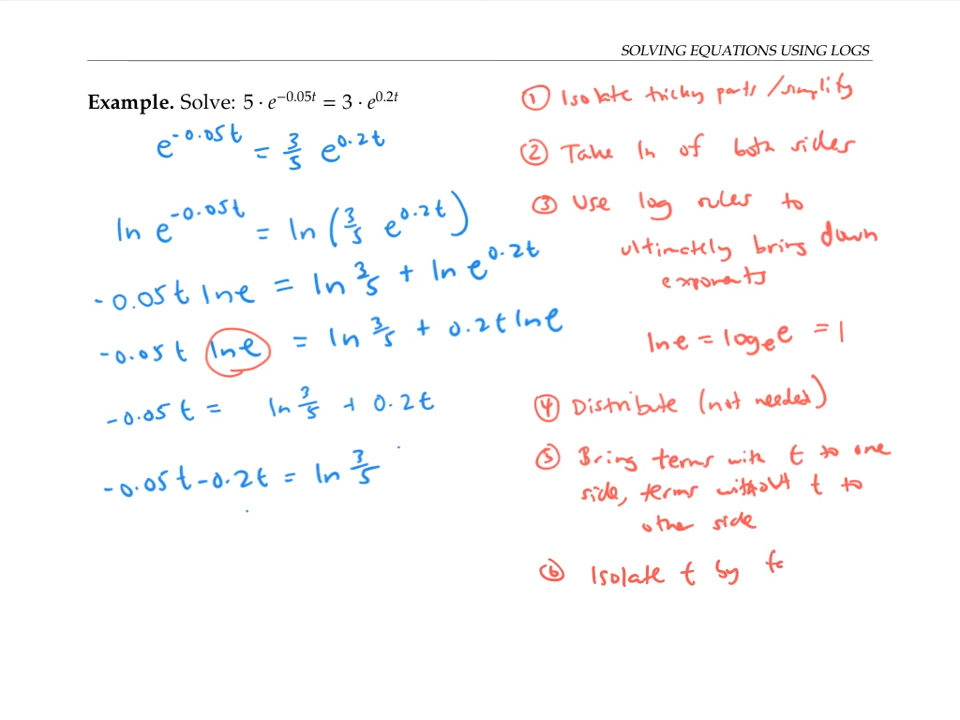 SOLVING EQUATIONS USING LOGS
Example. Solve: 5 · e^{−0.05t} = 3 · e^{0.2t}
e^{-0.05t} = 3/5 e^{0.2t}
ln e^{-0.05t} = ln(3/5 e^{0.2t})
-0.05t ln e = ln 3/5 + ln e^{0.2t}
-0.05t ln e = ln 3/5 + 0.2t ln e
-0.05t = ln 3/5 + 0.2t
-0.05t - 0.2t = ln 3/5
① Isolate tricky parts / simplify
② Take ln of both sides
③ Use log rules to
ultimately bring down
exponents
ln e = log_e e = 1
④ Distribute (not needed)
⑤ Bring terms with t to one
side, terms without t to
other side
⑥ Isolate t by fa